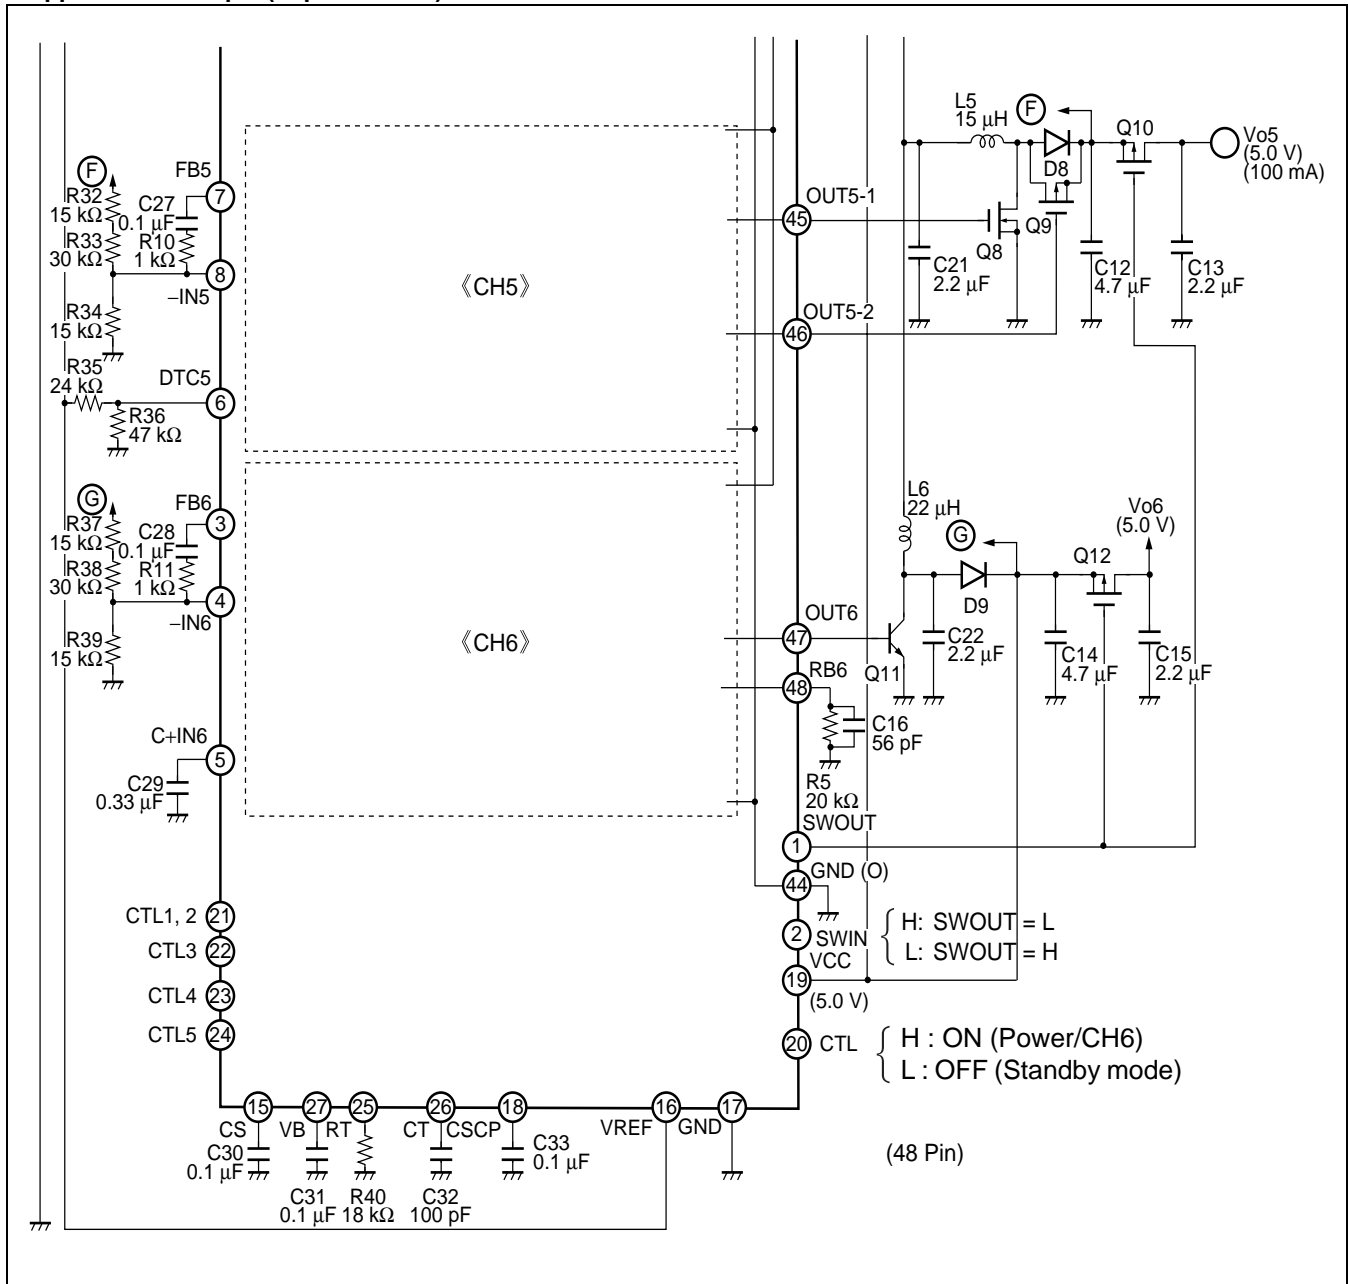 L5
15 µH
F
Q10
Vo5
(5.0 V)
(100 mA)
D8
F
FB5
R32
15 kΩ
C27
0.1 µF
7
R33
30 kΩ
R10
1 kΩ
8
−IN5
R34
15 kΩ
《CH5》
OUT5-1
45
Q8
Q9
C21
2.2 µF
C12
4.7 µF
C13
2.2 µF
OUT5-2
46
R35
24 kΩ
DTC5
6
R36
47 kΩ
G
FB6
R37
15 kΩ
C28
0.1 µF
3
R38
30 kΩ
R11
1 kΩ
4
−IN6
R39
15 kΩ
《CH6》
L6
22 µH
G
Vo6
(5.0 V)
Q12
D9
OUT6
47
Q11
C22
2.2 µF
C14
4.7 µF
C15
2.2 µF
RB6
48
C16
56 pF
R5
20 kΩ
C+IN6
5
C29
0.33 µF
SWOUT
1
GND (O)
44
CTL1, 2
21
CTL3
22
CTL4
23
CTL5
24
2
SWIN
H: SWOUT = L
L: SWOUT = H
VCC
19
(5.0 V)
20
CTL
H : ON (Power/CH6)
L : OFF (Standby mode)
15
27
25
26
18
16
17
CS
VB
RT
CT
CSCP
VREF
GND
C30
0.1 µF
C31
0.1 µF
R40
18 kΩ
C32
100 pF
C33
0.1 µF
(48 Pin)